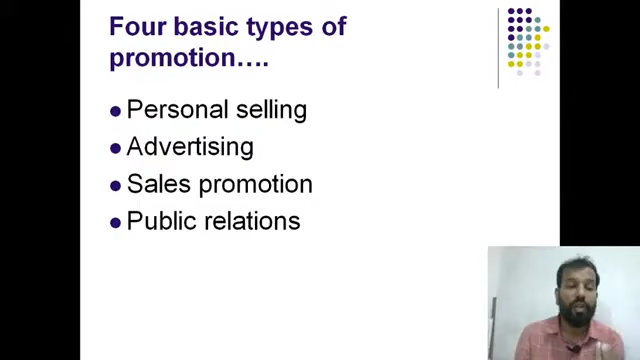 Four basic types of
promotion….
Personal selling
Advertising
Sales promotion
Public relations